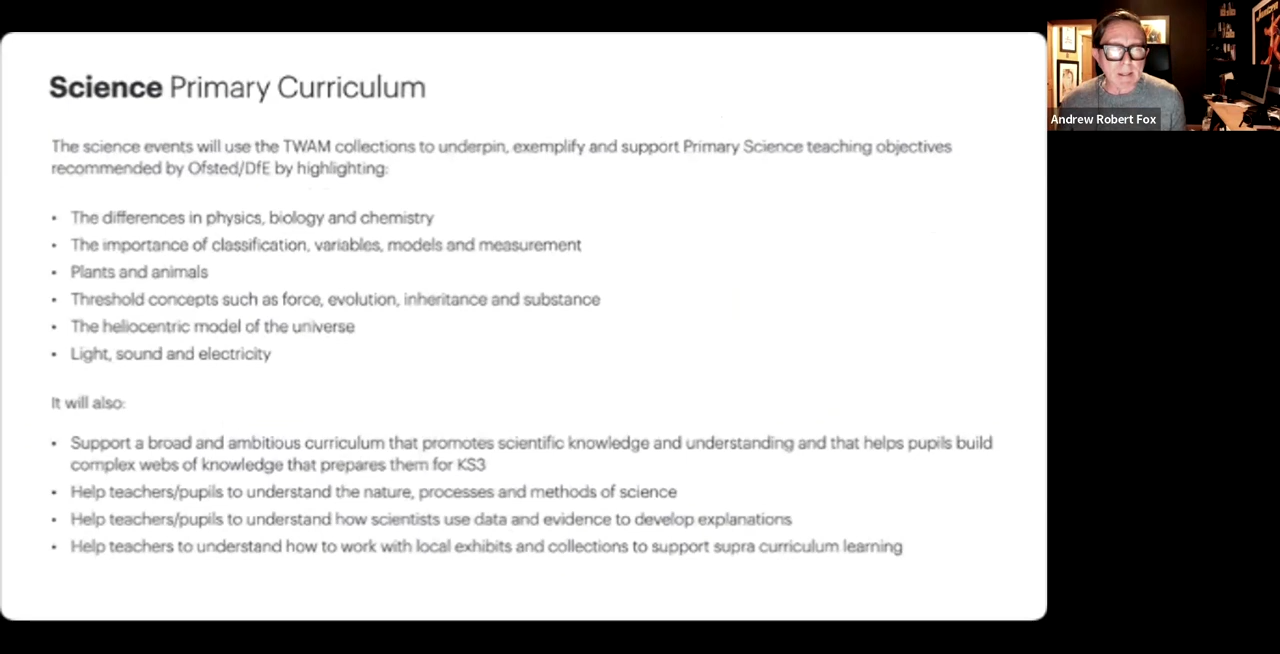 Science Primary Curriculum
The science events will use the TWAM collections to underpin, exemplify and support Primary Science teaching objectives
recommended by Ofsted/DfE by highlighting:
• The differences in physics, biology and chemistry
• The importance of classification, variables, models and measurement
• Plants and animals
• Threshold concepts such as force, evolution, inheritance and substance
• The heliocentric model of the universe
• Light, sound and electricity
It will also:
• Support a broad and ambitious curriculum that promotes scientific knowledge and understanding and that helps pupils build
complex webs of knowledge that prepares them for KS3
• Help teachers/pupils to understand the nature, processes and methods of science
• Help teachers/pupils to understand how scientists use data and evidence to develop explanations
• Help teachers to understand how to work with local exhibits and collections to support supra curriculum learning
Andrew Robert Fox